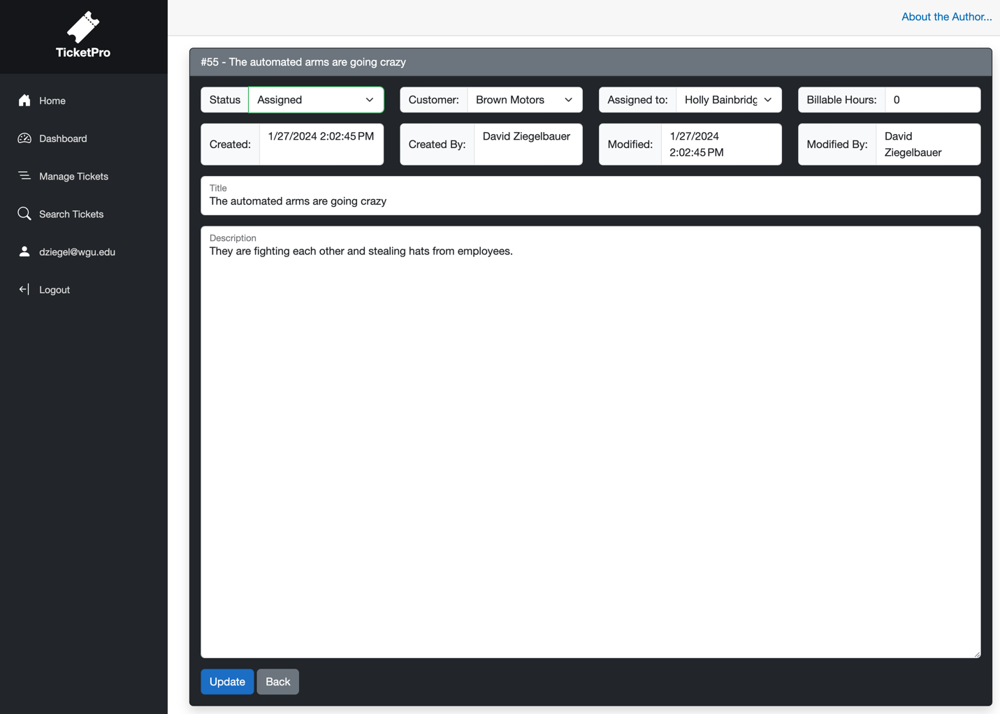 TicketPro
Home
Dashboard
Manage Tickets
Search Tickets
dziegel@wgu.edu
Logout
About the Author...
#55 - The automated arms are going crazy
Status Assigned
Customer: Brown Motors
Assigned to: Holly Bainbridg
Billable Hours: 0
Created: 1/27/2024 2:02:45 PM
Created By: David Ziegelbauer
Modified: 1/27/2024
2:02:45 PM
Modified By: David
Ziegelbauer
Title
The automated arms are going crazy
Description
They are fighting each other and stealing hats from employees.
Update Back